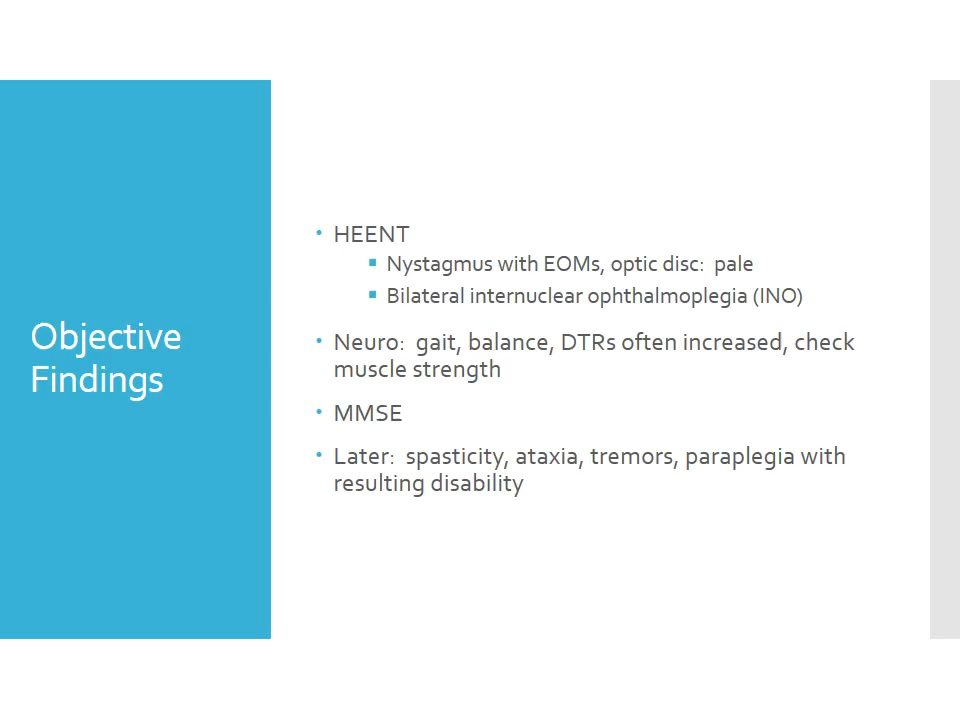 Objective
Findings
• HEENT
▪ Nystagmus with EOMs, optic disc:  pale
▪ Bilateral internuclear ophthalmoplegia (INO)
• Neuro:  gait, balance, DTRs often increased, check
muscle strength
• MMSE
• Later:  spasticity, ataxia, tremors, paraplegia with
resulting disability